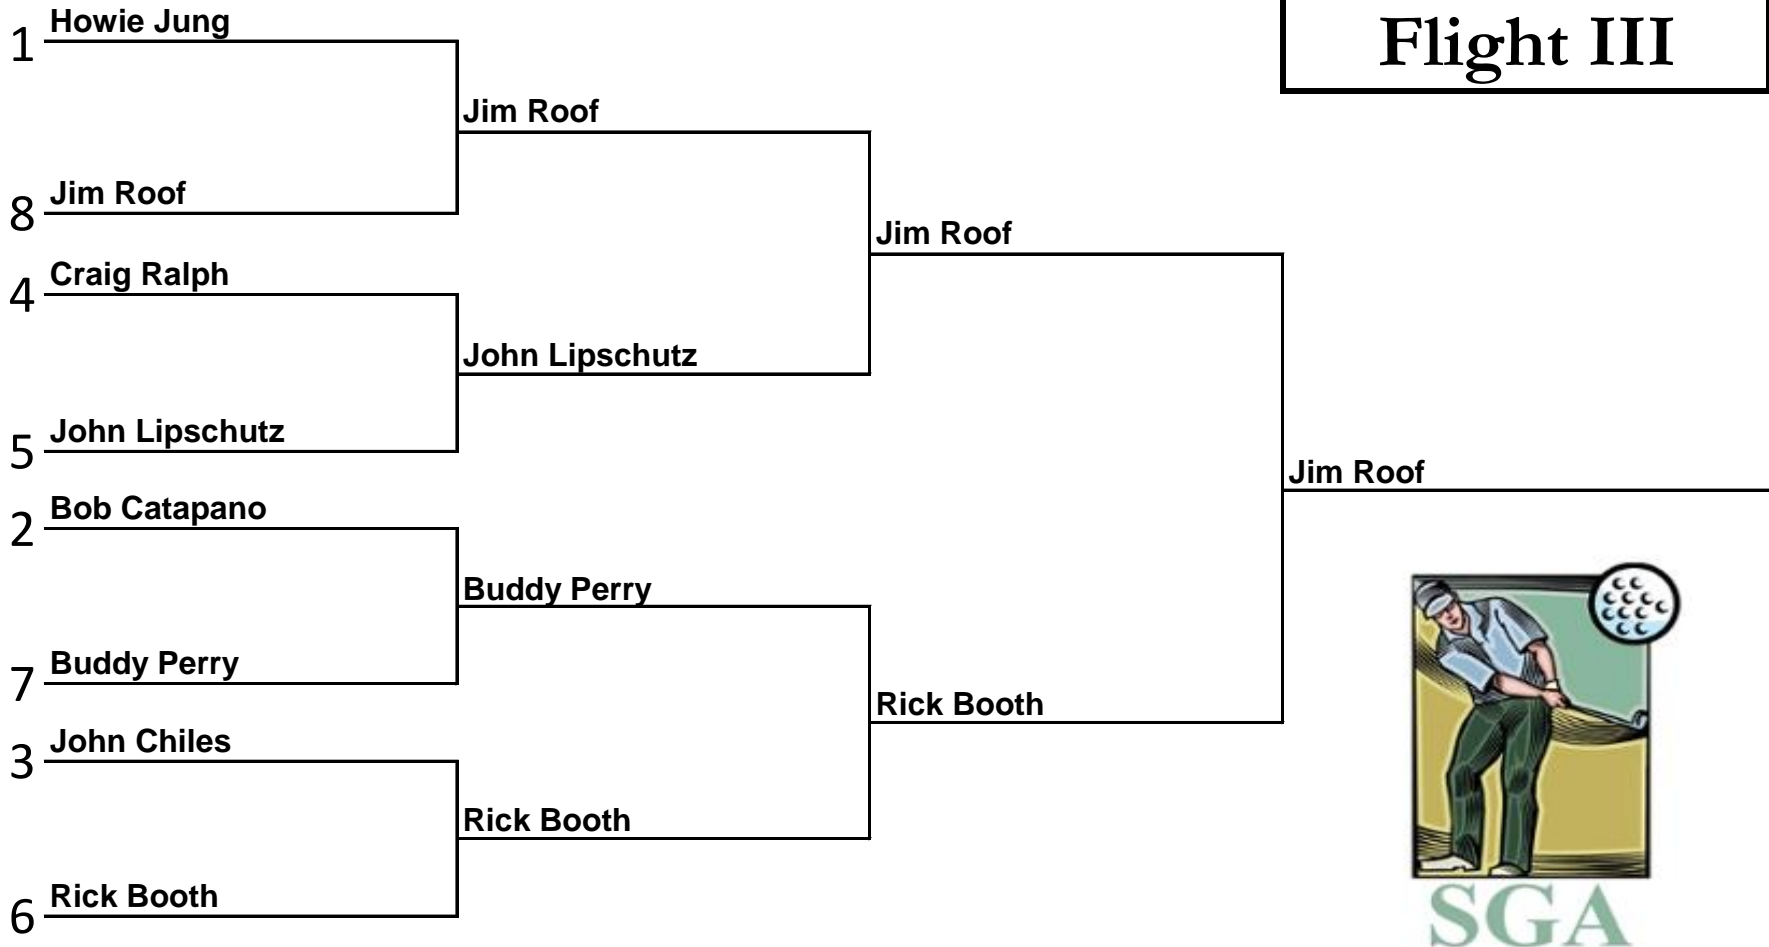 Flight III
1 Howie Jung
Jim Roof
8 Jim Roof
Jim Roof
4 Craig Ralph
John Lipschutz
5 John Lipschutz
Jim Roof
2 Bob Catapano
Buddy Perry
7 Buddy Perry
Rick Booth
3 John Chiles
Rick Booth
6 Rick Booth
SGA